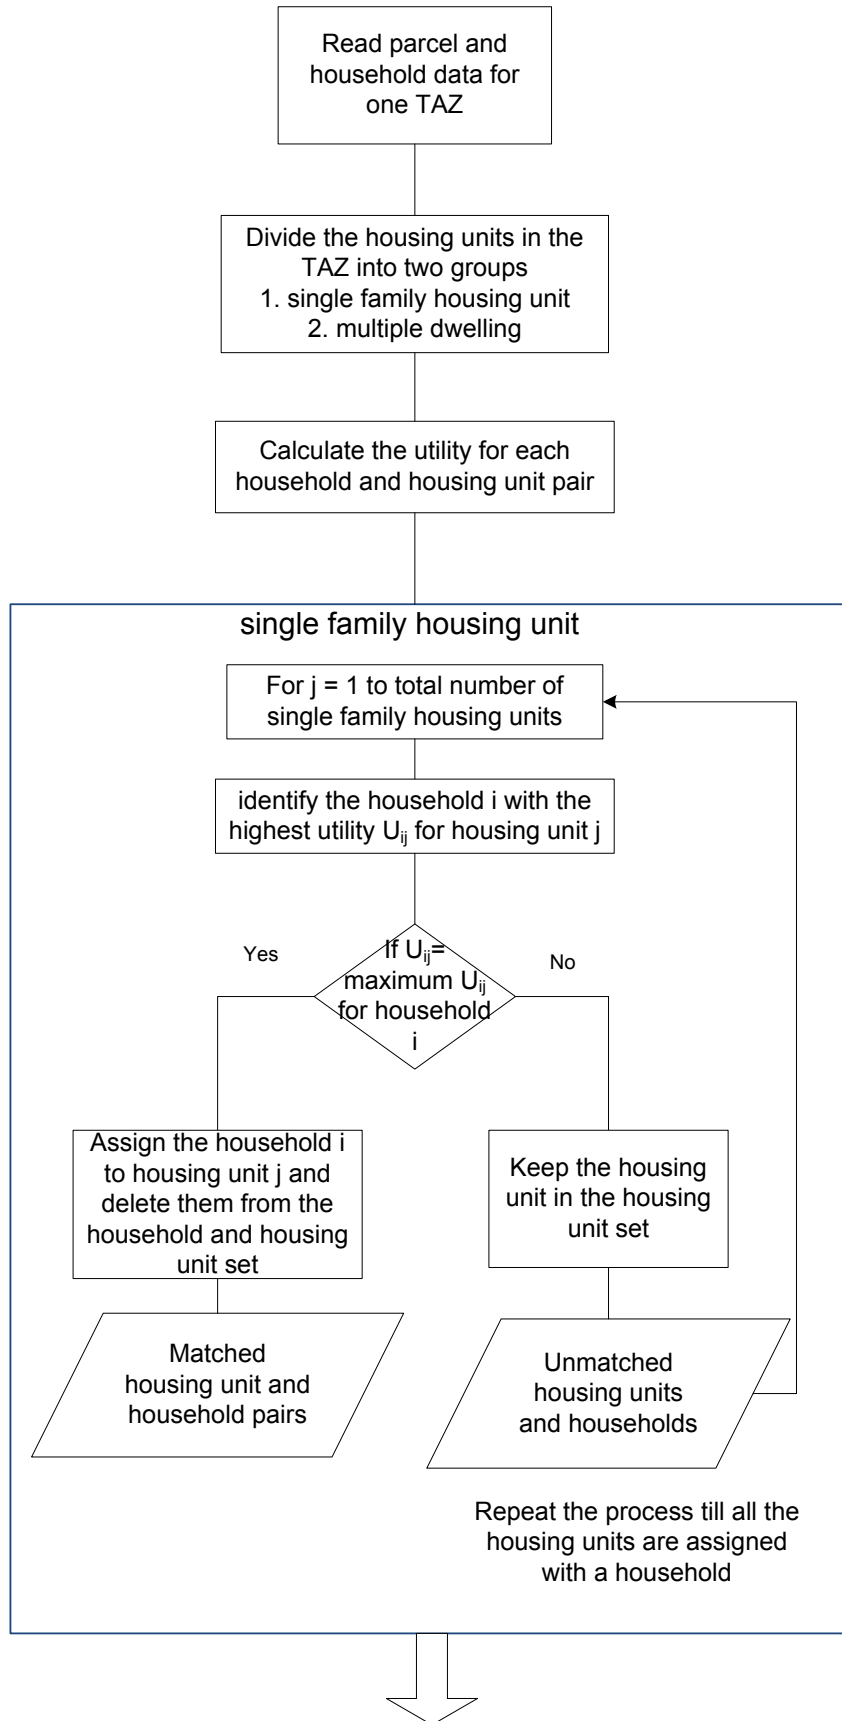 Read parcel and
household data for
one TAZ
Divide the housing units in the
TAZ into two groups
1. single family housing unit
2. multiple dwelling
Calculate the utility for each
household and housing unit pair
single family housing unit
For j = 1 to total number of
single family housing units
identify the household i with the
highest utility Uij for housing unit j
If Uij=
maximum Uij
for household
i
Yes
No
Assign the household i
to housing unit j and
delete them from the
household and housing
unit set
Keep the housing
unit in the housing
unit set
Matched
housing unit and
household pairs
Unmatched
housing units
and households
Repeat the process till all the
housing units are assigned
with a household